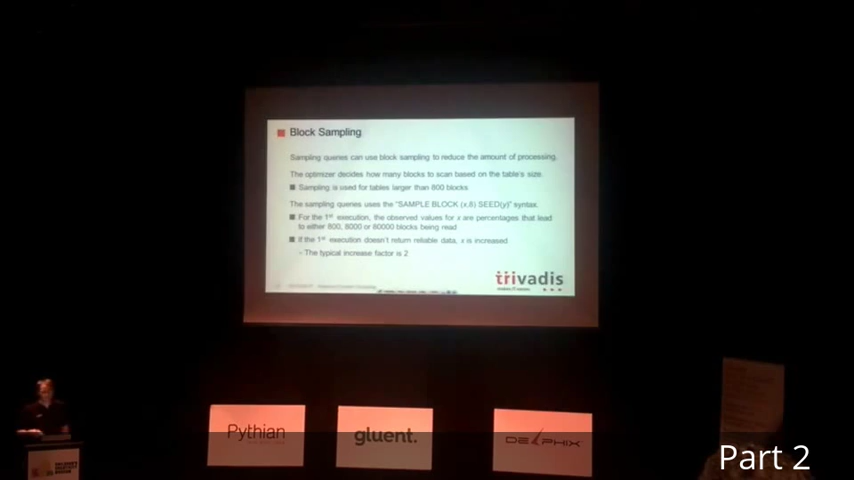 Block Sampling
Sampling queries can use block sampling to reduce the amount of processing.
The optimizer decides how many blocks to scan based on the table's size.
Sampling is used for tables larger than 800 blocks
The sampling queries uses the "SAMPLE BLOCK (x,8) SEED(y)" syntax.
For the 1st execution, the observed values for x are percentages that lead
to either 800, 8000 or 80000 blocks being read
If the 1st execution doesn't return reliable data, x is increased
- The typical increase factor is 2
trivadis
Pythian
gluent.
DELPHIX
Part 2